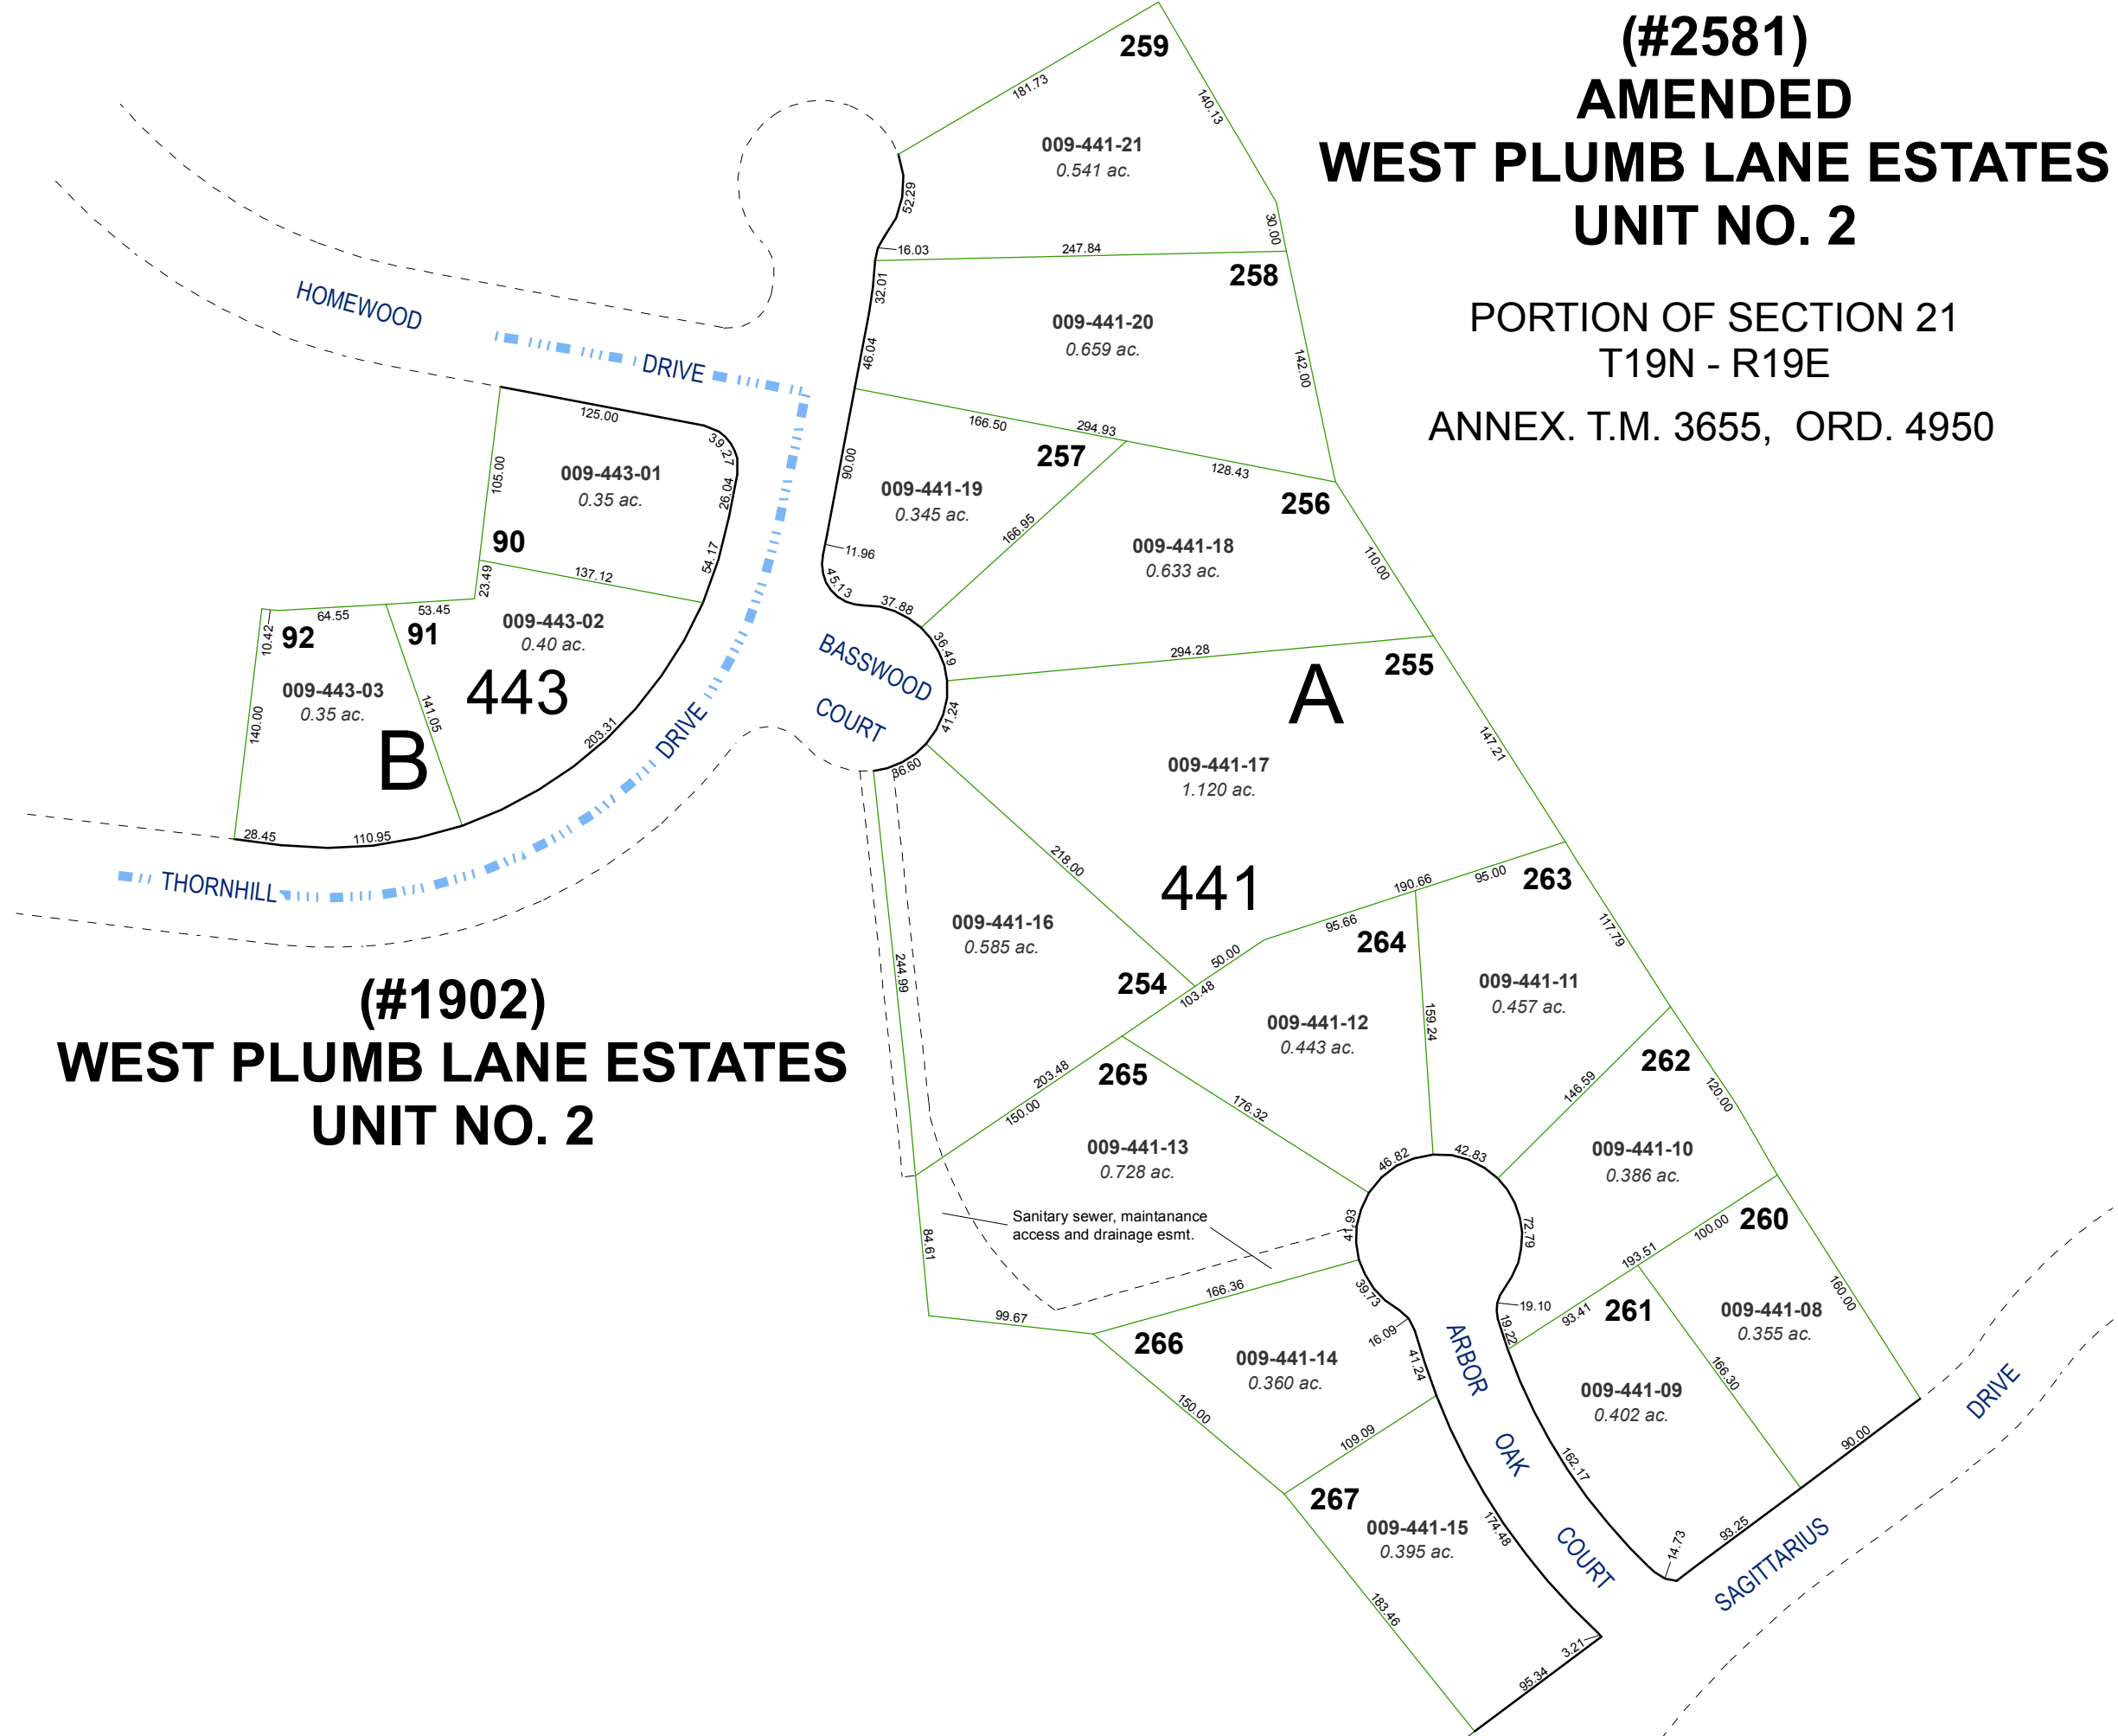 (#2581)
AMENDED
WEST PLUMB LANE ESTATES
UNIT NO. 2
PORTION OF SECTION 21
T19N - R19E
ANNEX. T.M. 3655, ORD. 4950
259
181.73
140.13
009-441-21
0.541 ac.
52.29
30.00
16.03
247.84
258
32.01
009-441-20
0.659 ac.
46.04
142.00
HOMEWOOD
DRIVE
166.50
294.93
257
128.43
125.00
39.27
105.00
009-443-01
0.35 ac.
26.04
90.00
009-441-19
0.345 ac.
256
166.95
009-441-18
0.633 ac.
110.00
90
54.17
11.96
137.12
23.49
45.13
37.88
64.55
53.45
10.42
92
91
009-443-02
0.40 ac.
36.49
BASSWOOD
COURT
294.28
255
A
443
009-443-03
0.35 ac.
140.00
141.05
B
203.31
DRIVE
41.24
36.60
147.21
009-441-17
1.120 ac.
28.45
110.95
THORNHILL
218.00
441
190.66
95.00
263
95.66
264
117.79
009-441-16
0.585 ac.
244.99
50.00
254
103.48
009-441-11
0.457 ac.
009-441-12
0.443 ac.
159.24
(#1902)
WEST PLUMB LANE ESTATES
UNIT NO. 2
203.48
265
150.00
176.32
262
146.59
120.00
009-441-13
0.728 ac.
46.82
42.83
009-441-10
0.386 ac.
Sanitary sewer, maintanance
access and drainage esmt.
84.61
41.93
72.79
100.00
260
193.51
166.36
39.73
99.67
19.10
93.41
261
160.00
009-441-08
0.355 ac.
266
16.09
19.22
009-441-14
0.360 ac.
41.24
ARBOR
OAK
COURT
166.30
009-441-09
0.402 ac.
150.00
109.09
162.17
90.00
DRIVE
267
009-441-15
0.395 ac.
174.48
14.73
93.25
SAGITTARIUS
183.46
3.21
95.34